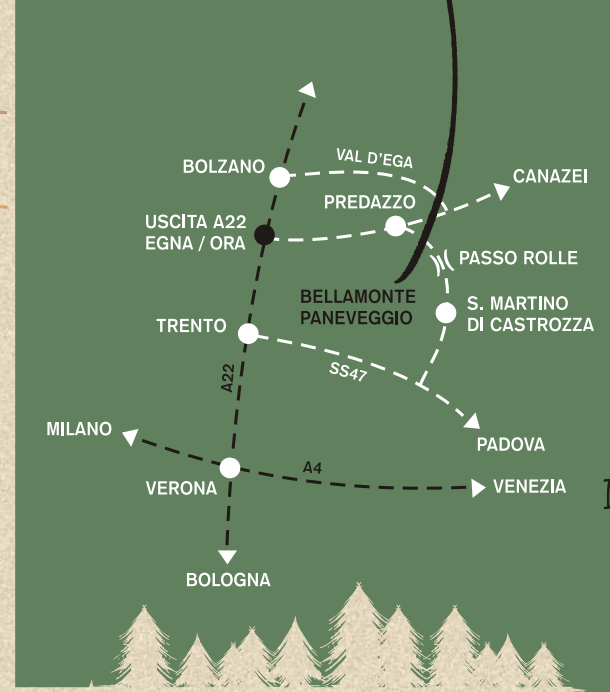 BOLZANO
VAL D'EGA
CANAZEI
PREDAZZO
USCITA A22
EGNA / ORA
PASSO ROLLE
BELLAMONTE
PANEVEGGIO
S. MARTINO
DI CASTROZZA
TRENTO
SS47
A22
MILANO
PADOVA
A4
VERONA
VENEZIA
BOLOGNA